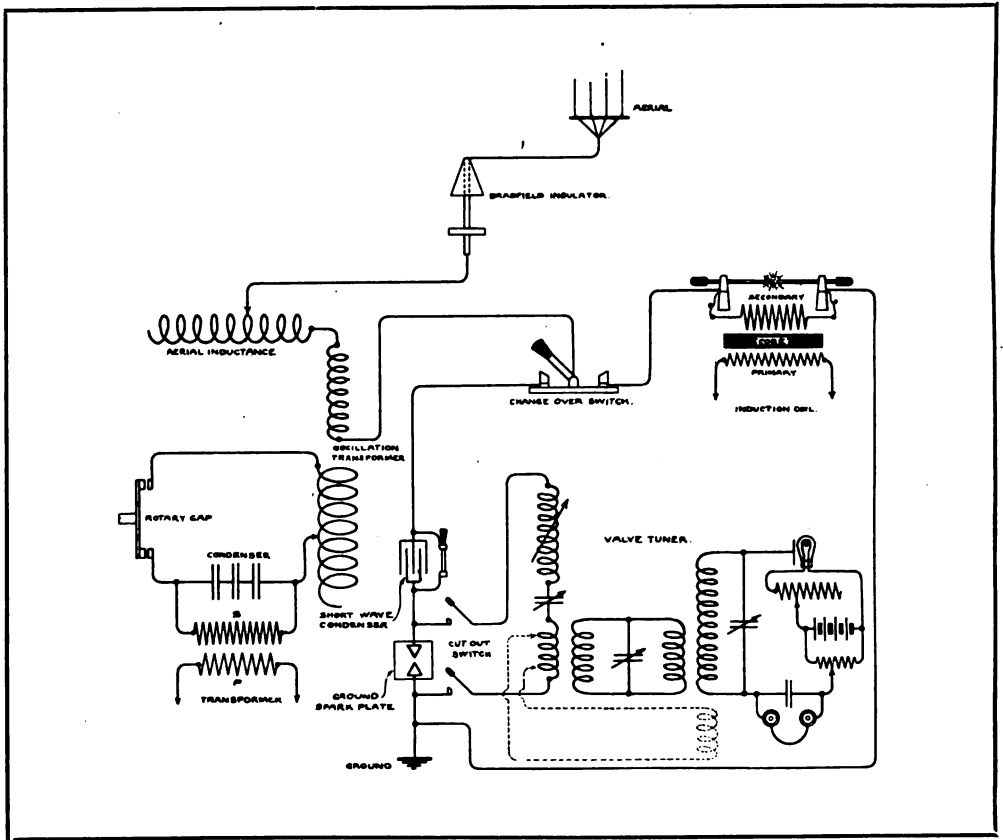 AERIAL
BRADFIELD INSULATOR.
SECONDARY
CORE
PRIMARY
INDUCTION COIL.
AERIAL INDUCTANCE
CHANGE OVER SWITCH.
OSCILLATION
TRANSFORMER
ROTARY GAP
CONDENSER
VALVE TUNER.
SHORT WAVE
CONDENSER
S
P
TRANSFORMER
CUT OUT
SWITCH
GROUND
SPARK PLATE
GROUND